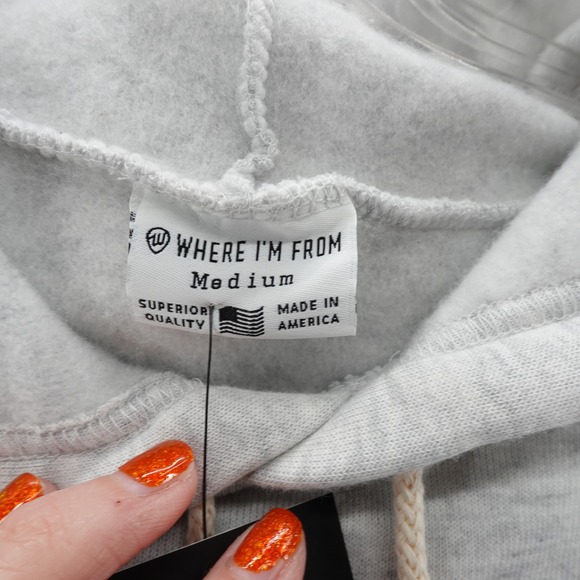 W WHERE I'M FROM
Medium
SUPERIOR QUALITY
MADE IN AMERICA